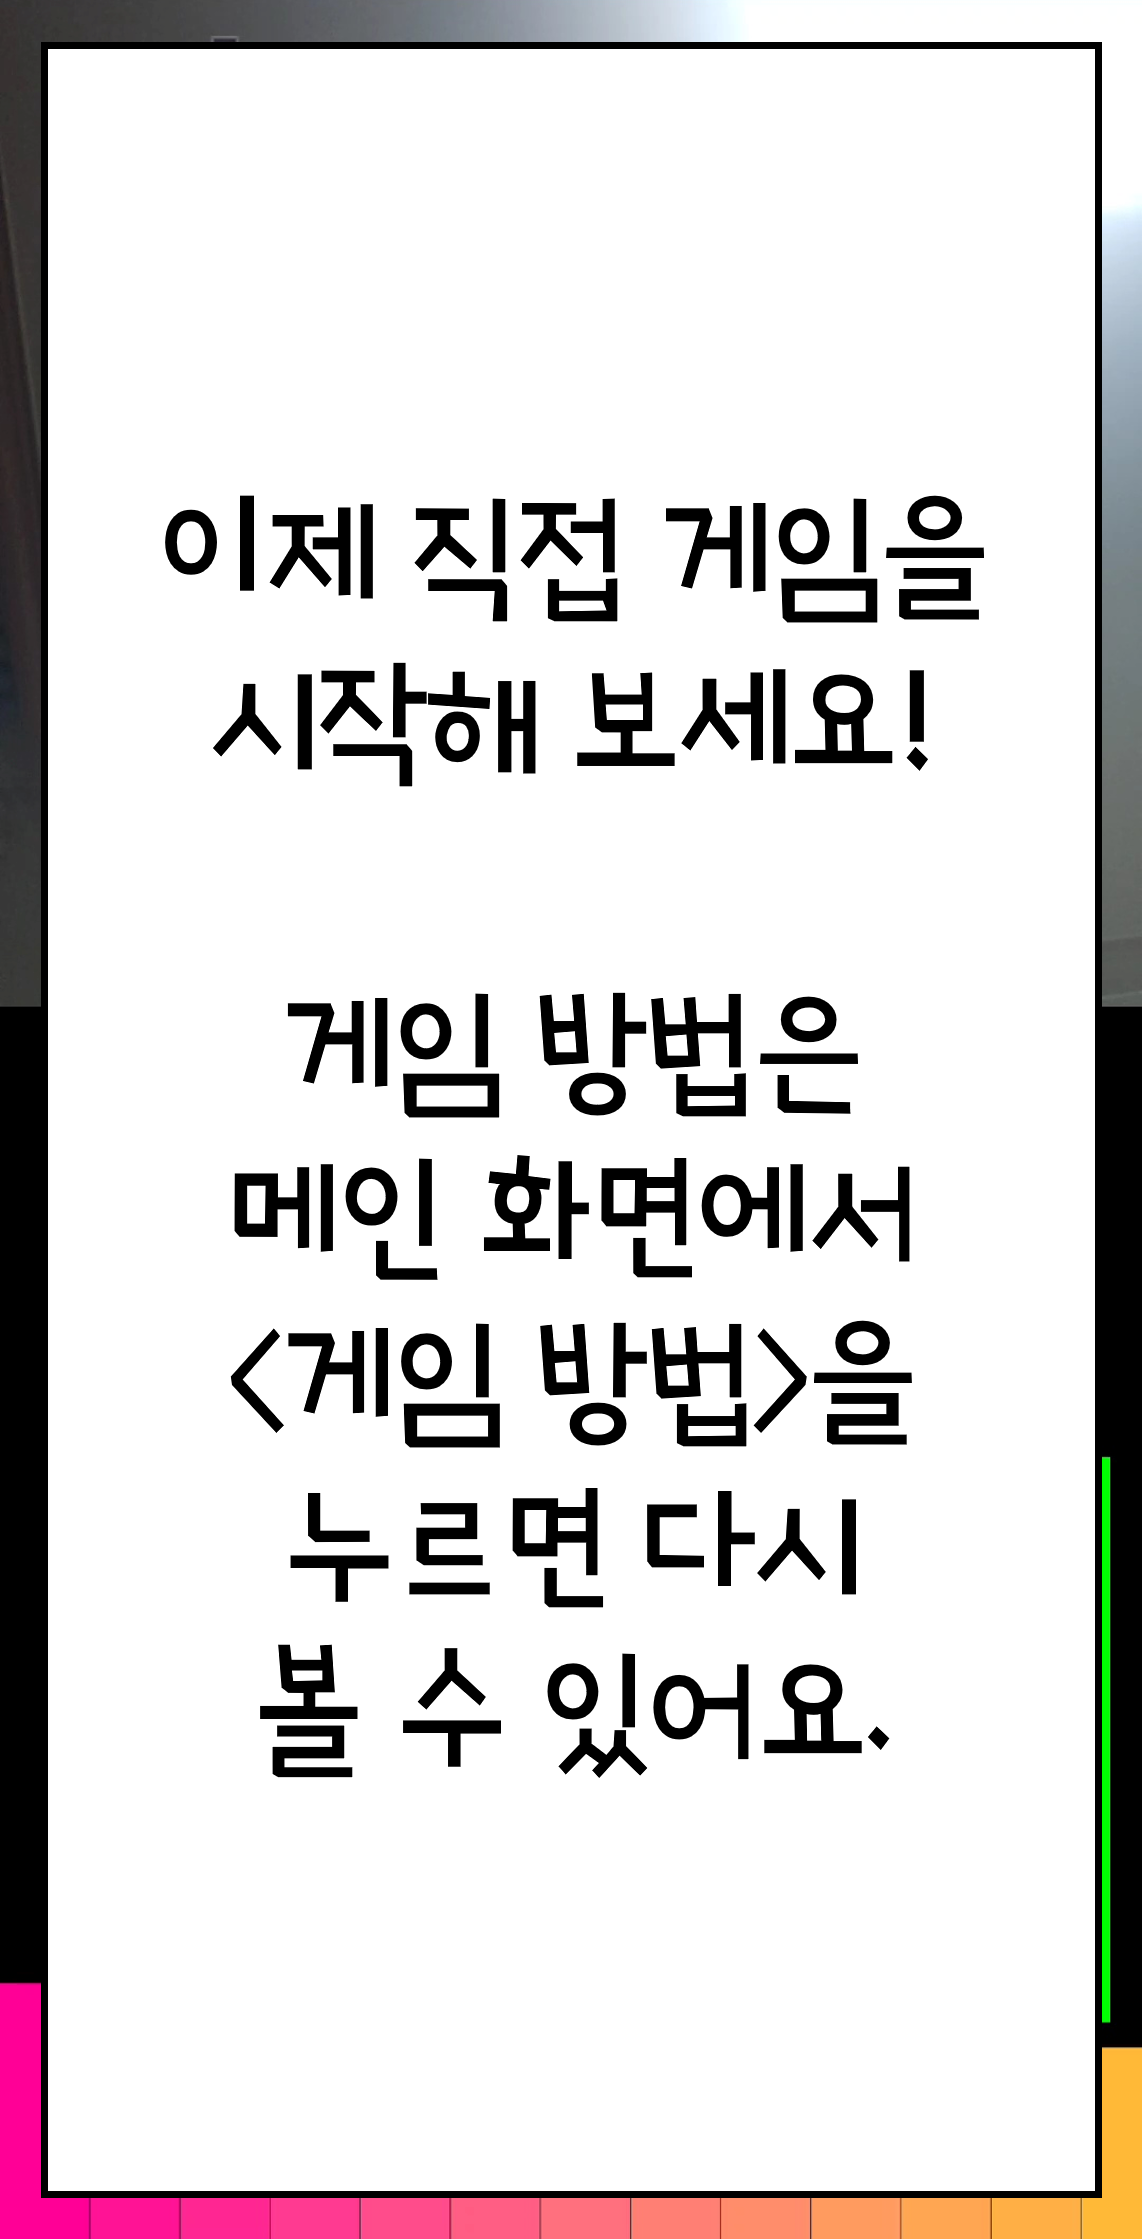 이제 직접 게임을
시작해 보세요!
게임 방법은
메인 화면에서
<게임 방법>을
누르면 다시
볼 수 있어요.